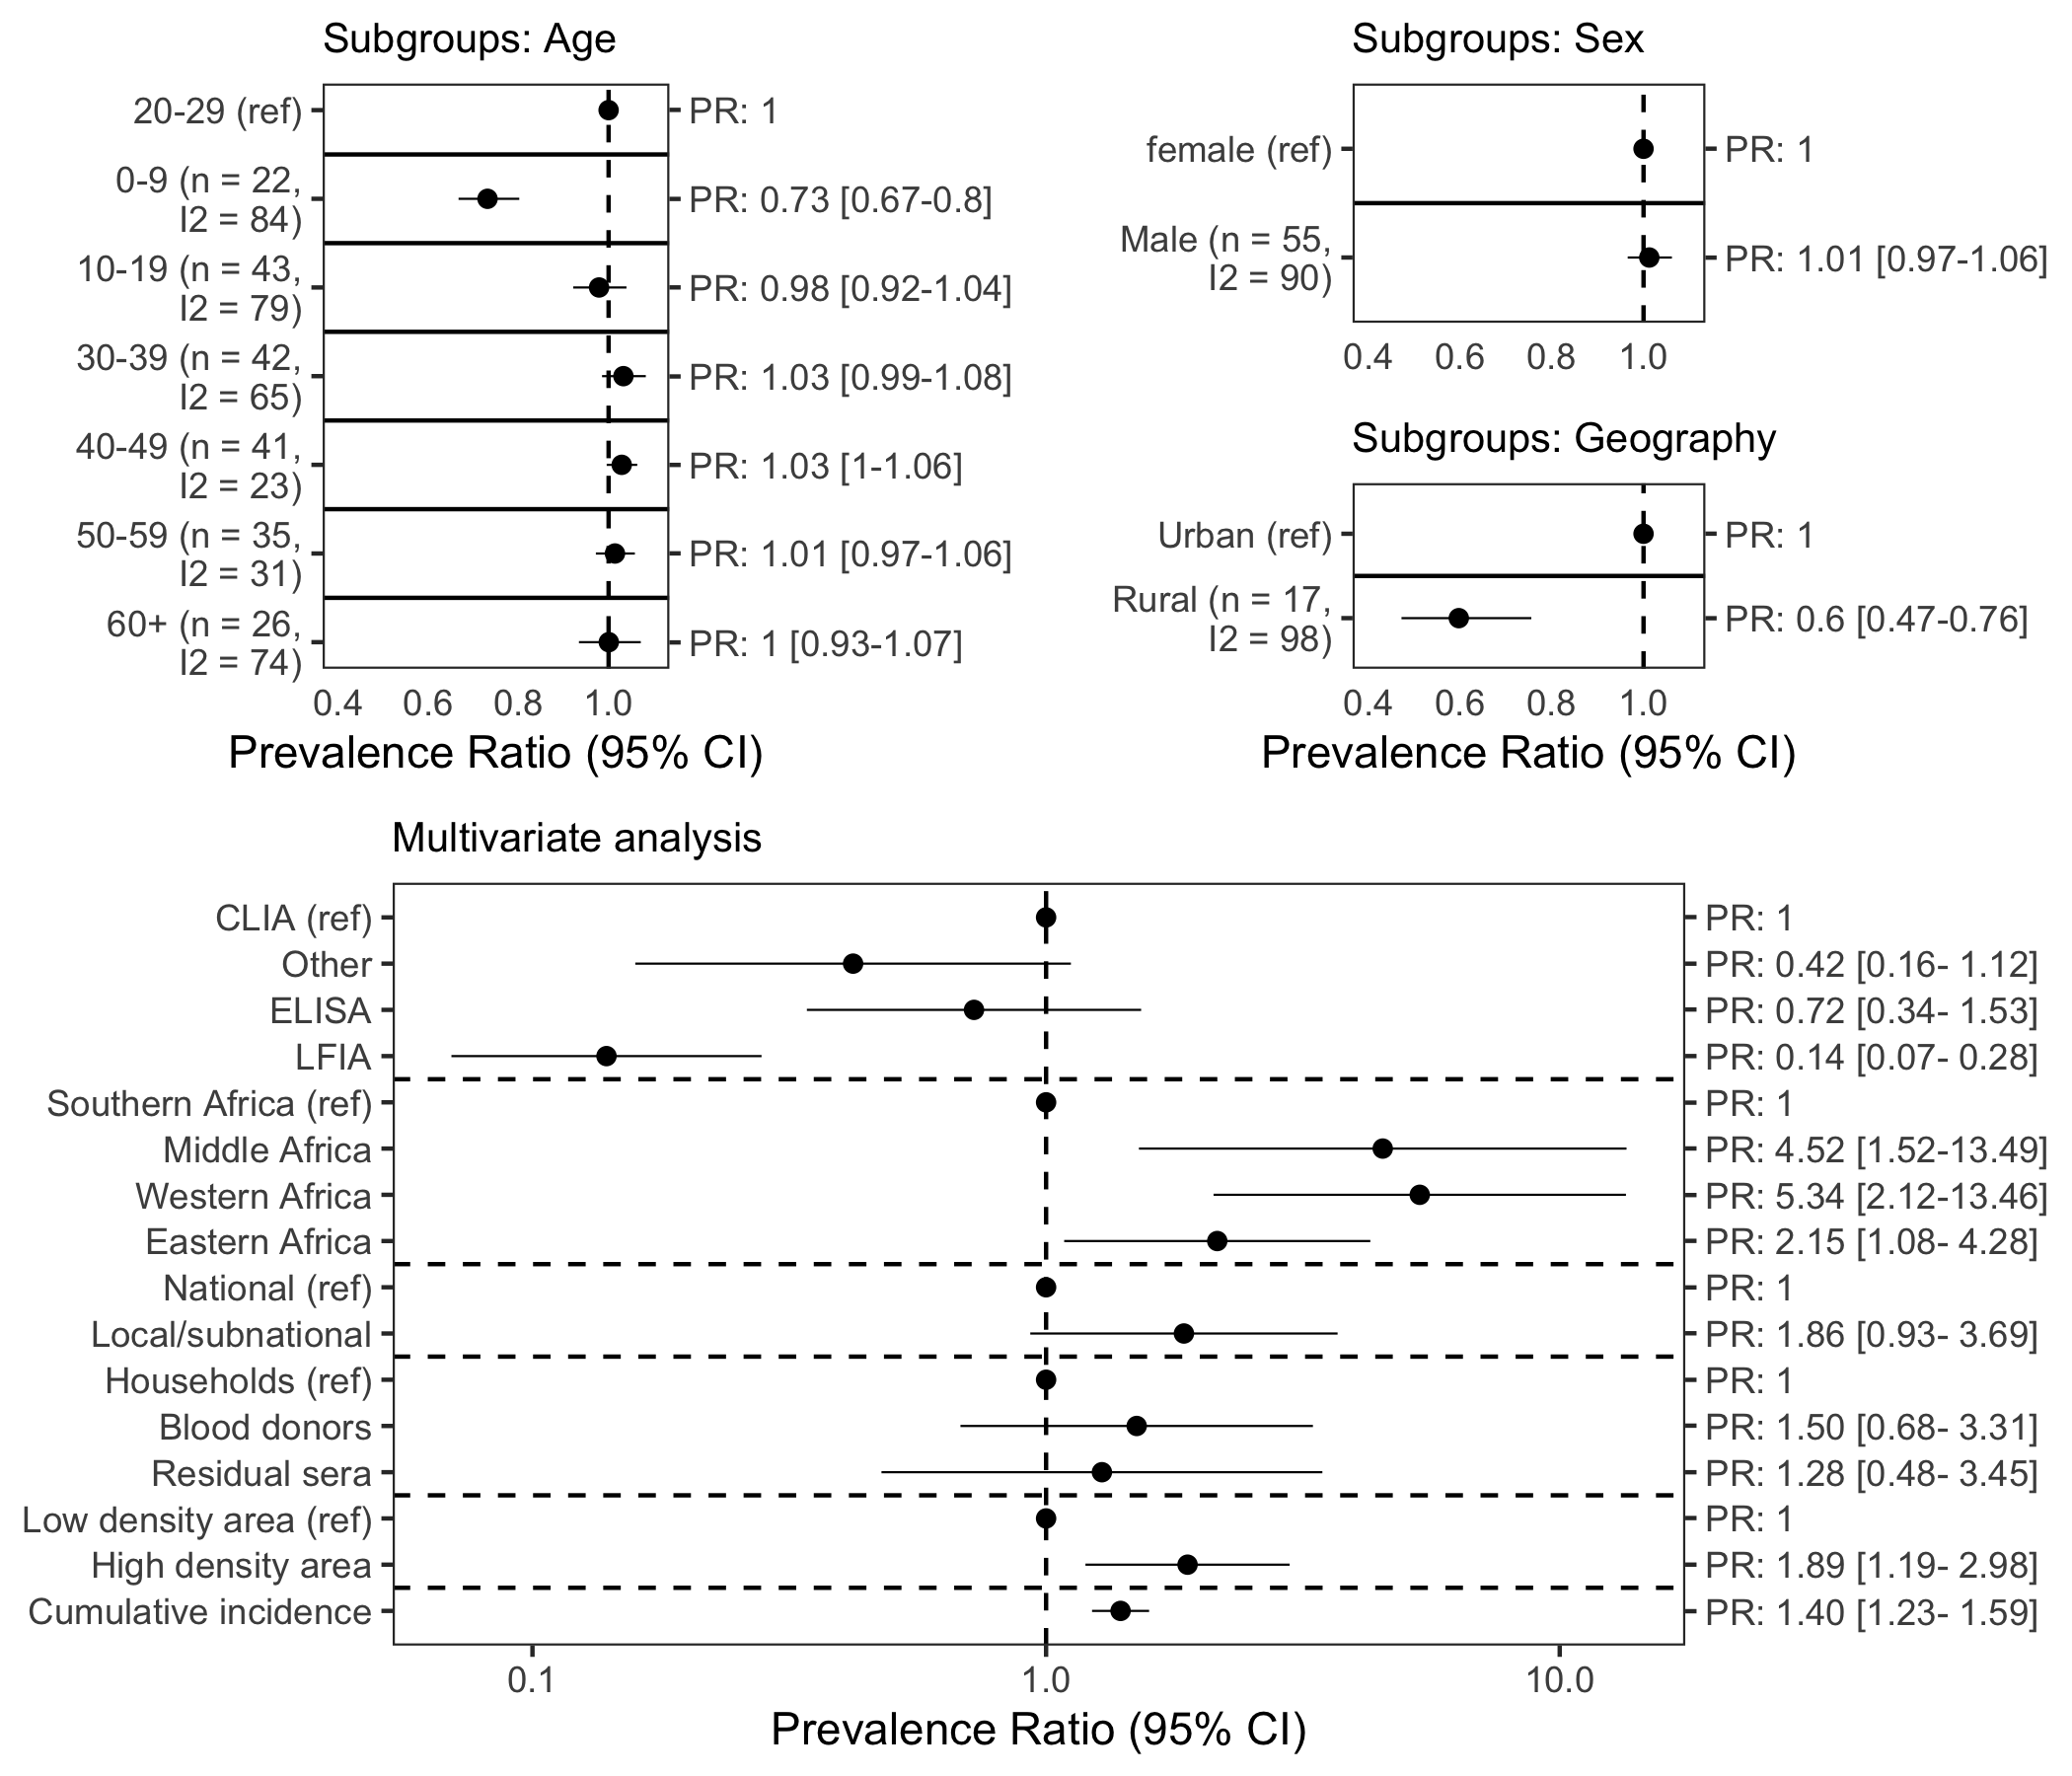 Subgroups: Age
20-29 (ref) PR: 1
0-9 (n = 22,
I2 = 84) PR: 0.73 [0.67-0.8]
10-19 (n = 43,
I2 = 79) PR: 0.98 [0.92-1.04]
30-39 (n = 42,
I2 = 65) PR: 1.03 [0.99-1.08]
40-49 (n = 41,
I2 = 23) PR: 1.03 [1-1.06]
50-59 (n = 35,
I2 = 31) PR: 1.01 [0.97-1.06]
60+ (n = 26,
I2 = 74) PR: 1 [0.93-1.07]
0.4 0.6 0.8 1.0
Prevalence Ratio (95% CI)
Subgroups: Sex
female (ref) PR: 1
Male (n = 55,
I2 = 90) PR: 1.01 [0.97-1.06]
0.4 0.6 0.8 1.0
Subgroups: Geography
Urban (ref) PR: 1
Rural (n = 17,
I2 = 98) PR: 0.6 [0.47-0.76]
0.4 0.6 0.8 1.0
Prevalence Ratio (95% CI)
Multivariate analysis
CLIA (ref) PR: 1
Other PR: 0.42 [0.16- 1.12]
ELISA PR: 0.72 [0.34- 1.53]
LFIA PR: 0.14 [0.07- 0.28]
Southern Africa (ref) PR: 1
Middle Africa PR: 4.52 [1.52-13.49]
Western Africa PR: 5.34 [2.12-13.46]
Eastern Africa PR: 2.15 [1.08- 4.28]
National (ref) PR: 1
Local/subnational PR: 1.86 [0.93- 3.69]
Households (ref) PR: 1
Blood donors PR: 1.50 [0.68- 3.31]
Residual sera PR: 1.28 [0.48- 3.45]
Low density area (ref) PR: 1
High density area PR: 1.89 [1.19- 2.98]
Cumulative incidence PR: 1.40 [1.23- 1.59]
0.1 1.0 10.0
Prevalence Ratio (95% CI)